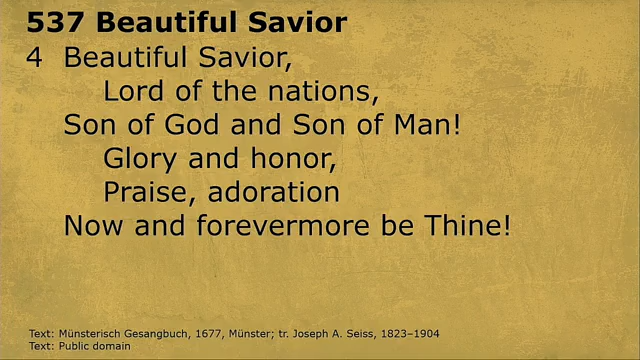 537 Beautiful Savior
4 Beautiful Savior,
Lord of the nations,
Son of God and Son of Man!
Glory and honor,
Praise, adoration
Now and forevermore be Thine!
Text: Münsterisch Gesangbuch, 1677, Münster; tr. Joseph A. Seiss, 1823–1904
Text: Public domain